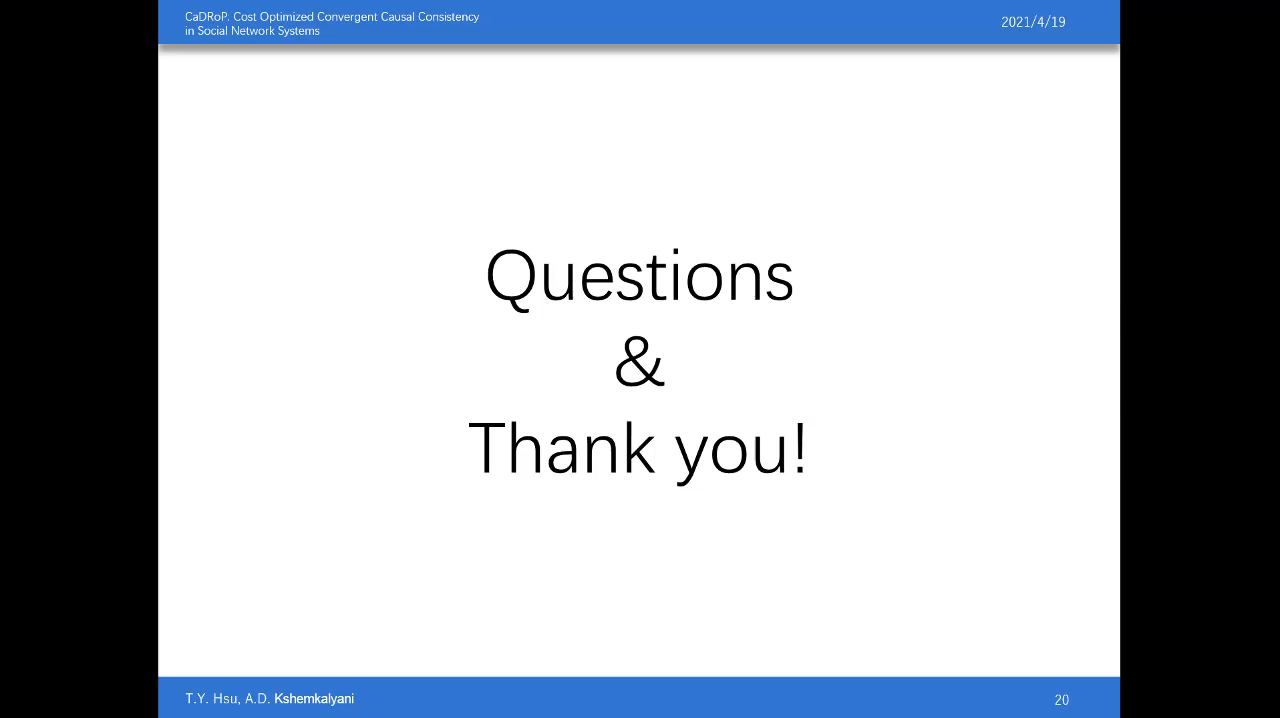 CaDRoP: Cost Optimized Convergent Causal Consistency
in Social Network Systems
2021/4/19
Questions
&
Thank you!
T.Y. Hsu, A.D. Kshemkalyani
20